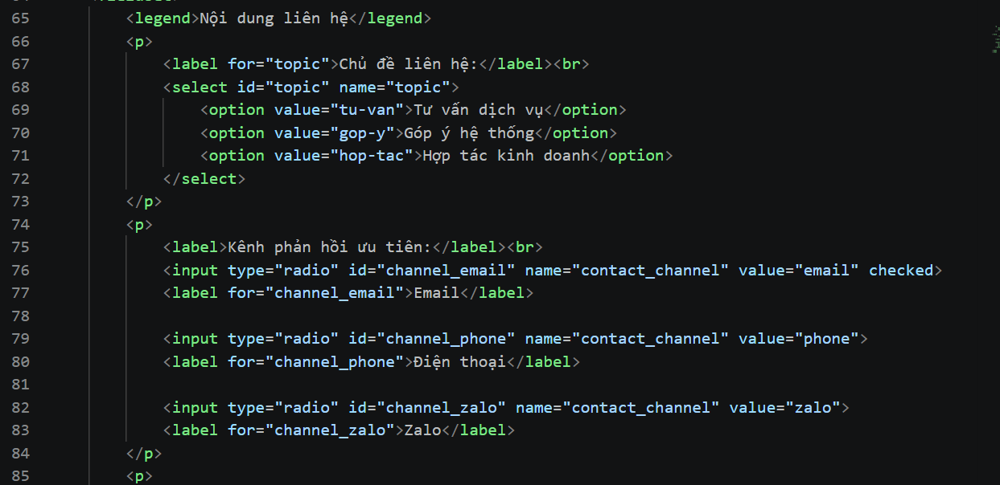 65 <legend>Nội dung liên hệ</legend>
66 <p>
67 <label for="topic">Chủ đề liên hệ:</label><br>
68 <select id="topic" name="topic">
69 <option value="tu-van">Tư vấn dịch vụ</option>
70 <option value="gop-y">Góp ý hệ thống</option>
71 <option value="hop-tac">Hợp tác kinh doanh</option>
72 </select>
73 </p>
74 <p>
75 <label>Kênh phản hồi ưu tiên:</label><br>
76 <input type="radio" id="channel_email" name="contact_channel" value="email" checked>
77 <label for="channel_email">Email</label>
78
79 <input type="radio" id="channel_phone" name="contact_channel" value="phone">
80 <label for="channel_phone">Điện thoại</label>
81
82 <input type="radio" id="channel_zalo" name="contact_channel" value="zalo">
83 <label for="channel_zalo">Zalo</label>
84 </p>
85 <p>